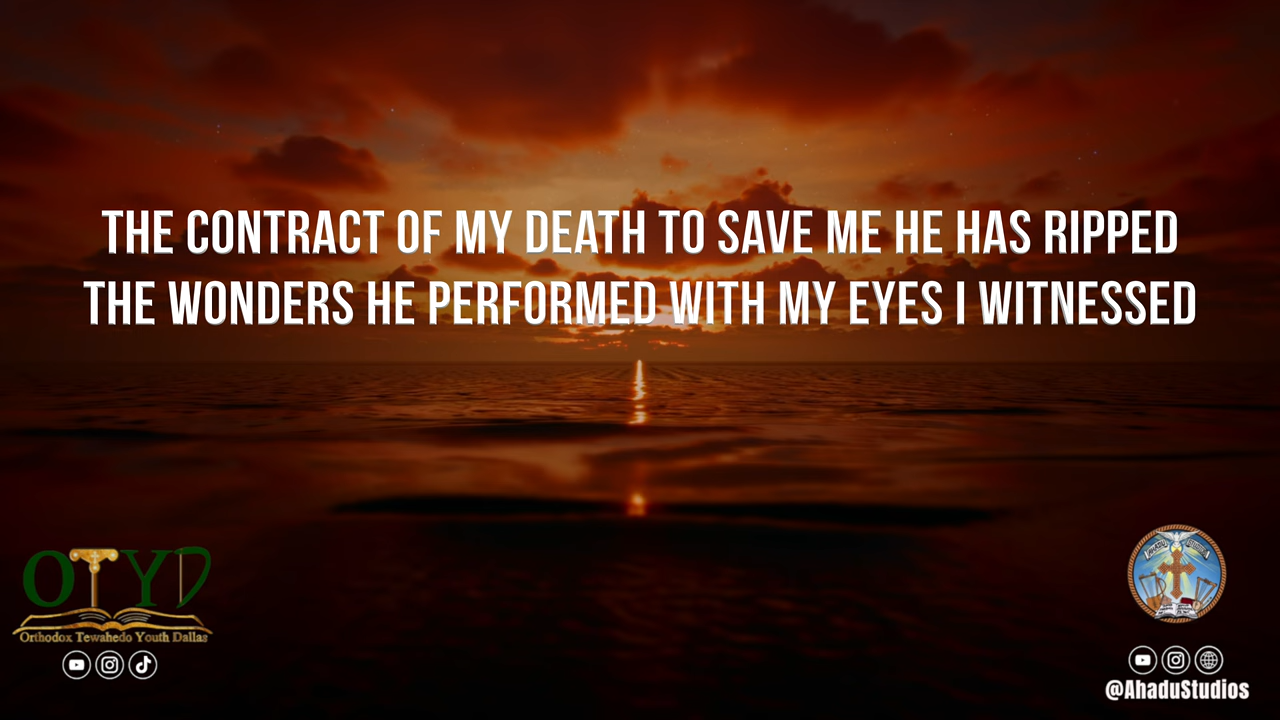 THE CONTRACT OF MY DEATH TO SAVE ME HE HAS RIPPED
THE WONDERS HE PERFORMED WITH MY EYES I WITNESSED
OTYD
Orthodox Tewahedo Youth Dallas
@AhaduStudios